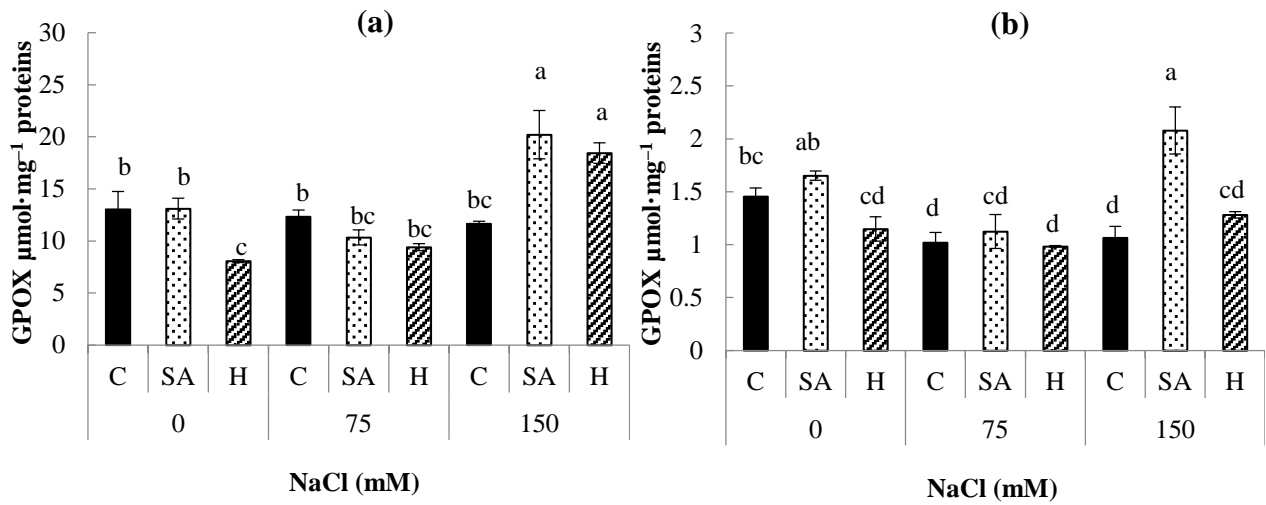 (a)
GPOX μmol·mg⁻¹ proteins
30
25
20
15
10
5
0
b
b
c
b
bc
bc
bc
a
a
C SA H C SA H C SA H
0 75 150
NaCl (mM)
(b)
GPOX μmol·mg⁻¹ proteins
3
2.5
2
1.5
1
0.5
0
bc
ab
cd
d
cd
d
d
a
cd
C SA H C SA H C SA H
0 75 150
NaCl (mM)